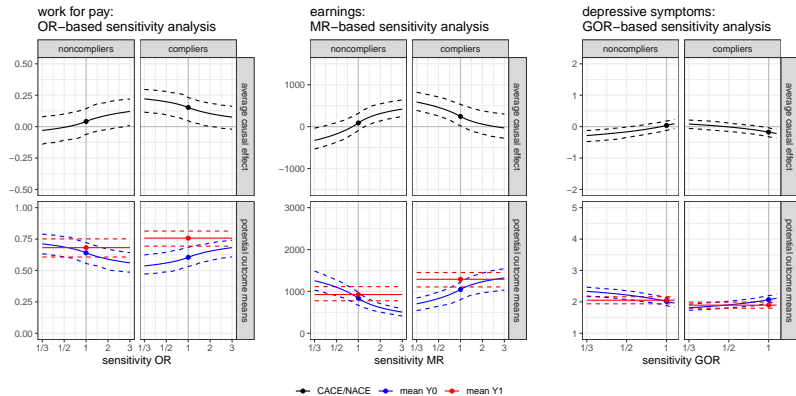 work for pay:
OR-based sensitivity analysis
noncompliers
compliers
0.50
0.25
0.00
−0.25
−0.50
average causal effect
1.00
0.75
0.50
0.25
0.00
potential outcome means
1/3 1/2 1 2 3
1/3 1/2 1 2 3
sensitivity OR
earnings:
MR-based sensitivity analysis
noncompliers
compliers
1000
0
−1000
average causal effect
3000
2000
1000
0
potential outcome means
1/3 1/2 1 2 3
1/3 1/2 1 2 3
sensitivity MR
depressive symptoms:
GOR-based sensitivity analysis
noncompliers
compliers
2
1
0
−1
−2
average causal effect
5
4
3
2
1
potential outcome means
1/3 1/2 1
1/3 1/2 1
sensitivity GOR
CACE/NACE mean Y0 mean Y1